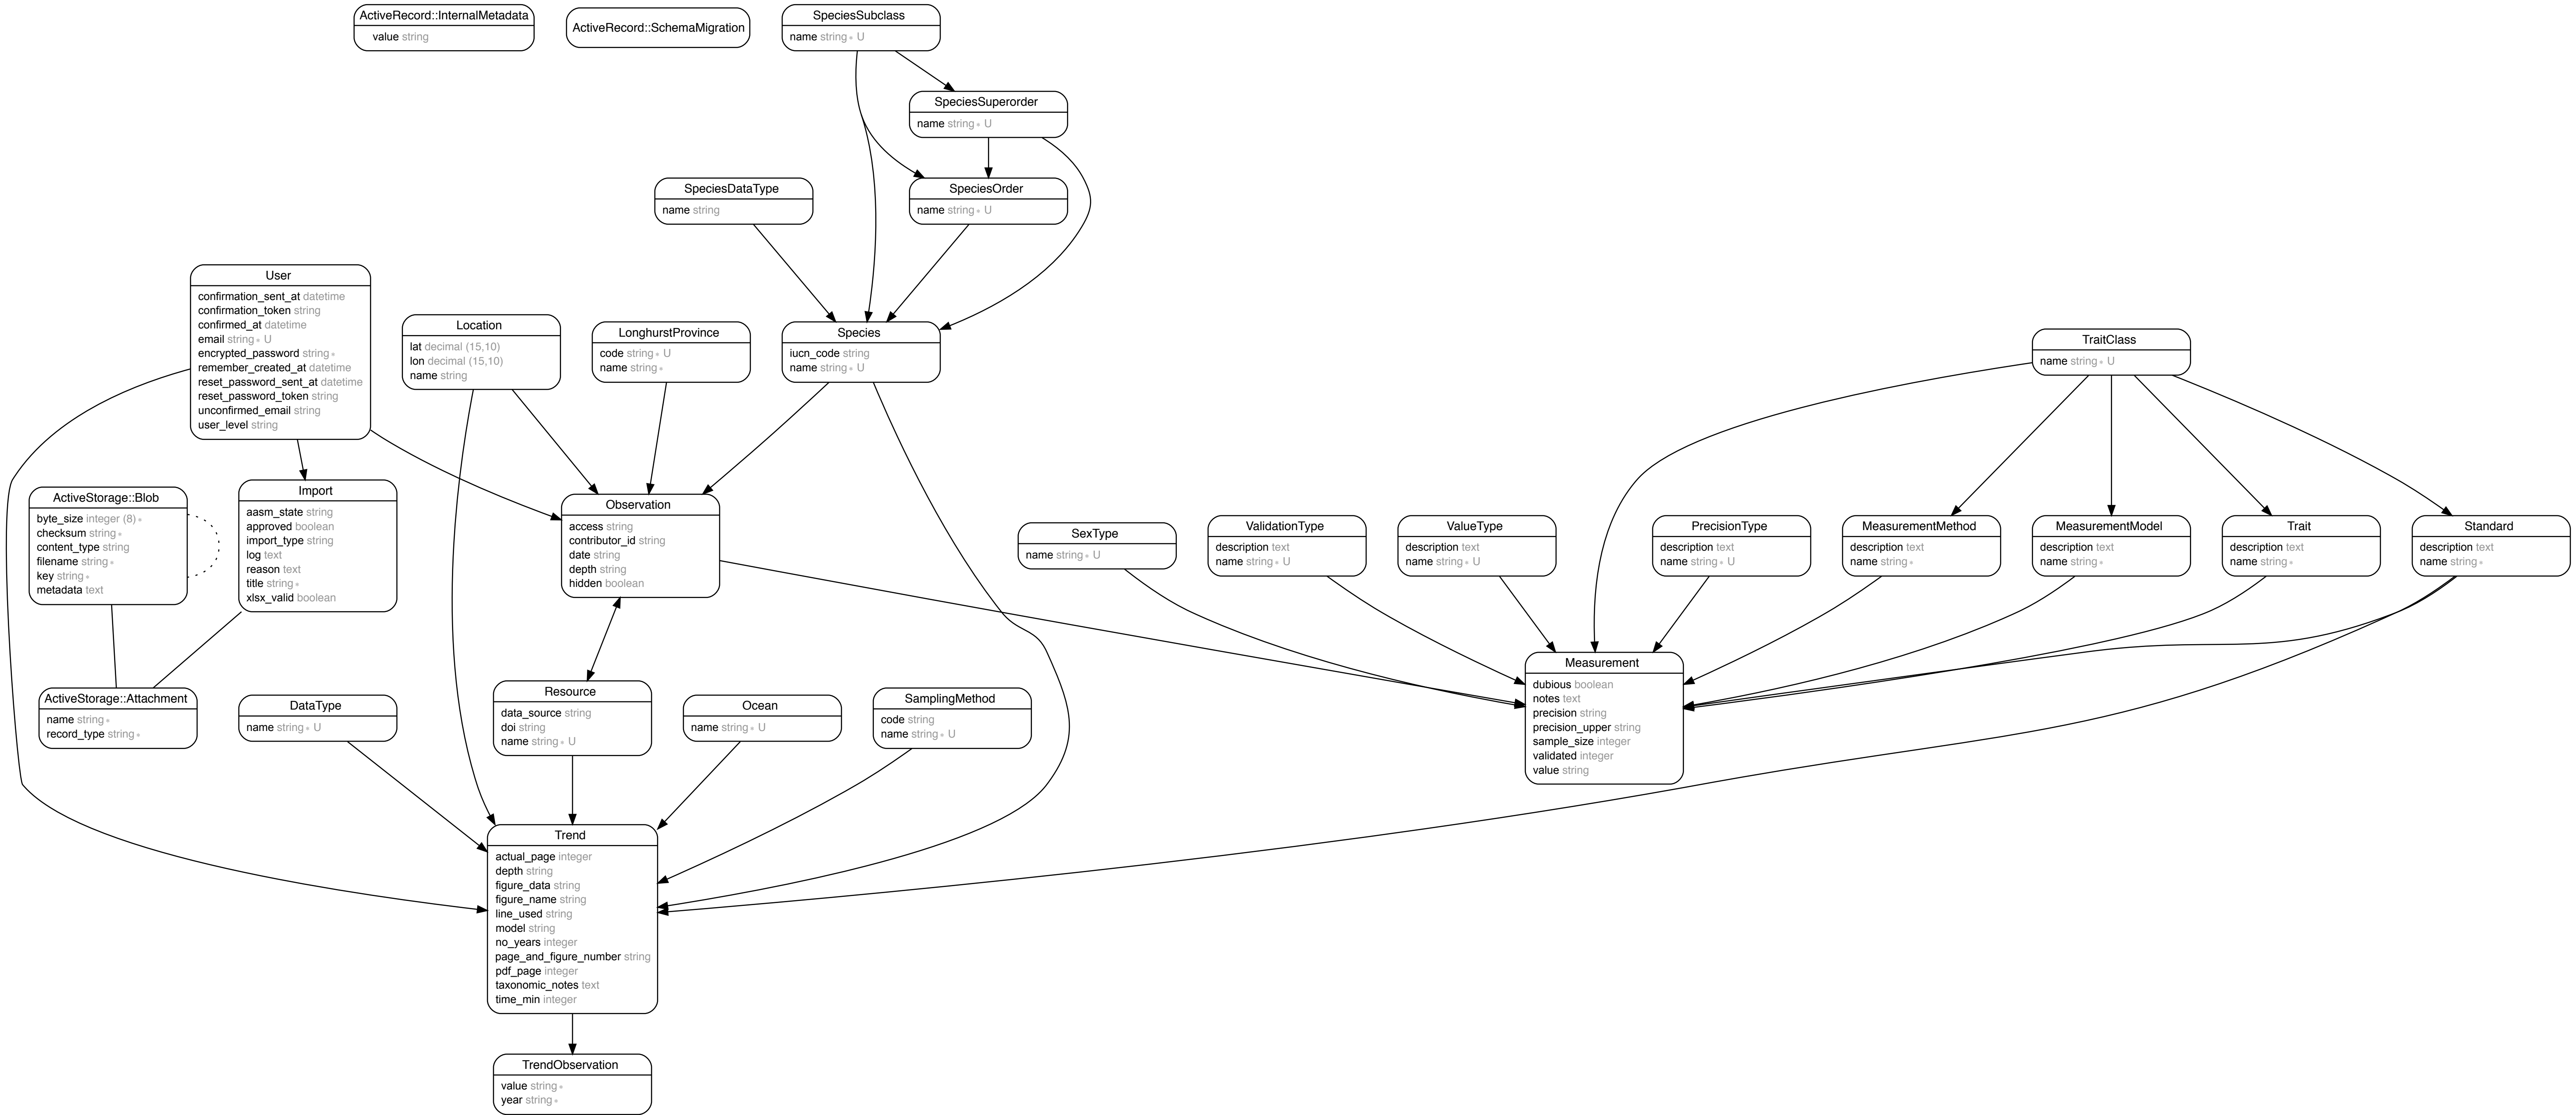 ActiveRecord::InternalMetadata
value string
ActiveRecord::SchemaMigration
SpeciesSubclass
name string * U
SpeciesSuperorder
name string * U
SpeciesDataType
name string
SpeciesOrder
name string * U
User
confirmation_sent_at datetime
confirmation_token string
confirmed_at datetime
email string * U
encrypted_password string *
remember_created_at datetime
reset_password_sent_at datetime
reset_password_token string
unconfirmed_email string
user_level string
Location
lat decimal (15,10)
lon decimal (15,10)
name string
LonghurstProvince
code string * U
name string *
Species
iucn_code string
name string * U
TraitClass
name string * U
ActiveStorage::Blob
byte_size integer (8) *
checksum string *
content_type string
filename string *
key string *
metadata text
Import
aasm_state string
approved boolean
import_type string
log text
reason text
title string *
xlsx_valid boolean
Observation
access string
contributor_id string
date string
depth string
hidden boolean
SexType
name string * U
ValidationType
description text
name string * U
ValueType
description text
name string * U
PrecisionType
description text
name string * U
MeasurementMethod
description text
name string *
MeasurementModel
description text
name string *
Trait
description text
name string *
Standard
description text
name string *
ActiveStorage::Attachment
name string *
record_type string *
DataType
name string * U
Resource
data_source string
doi string
name string * U
Ocean
name string * U
SamplingMethod
code string
name string * U
Measurement
dubious boolean
notes text
precision string
precision_upper string
sample_size integer
validated integer
value string
Trend
actual_page integer
depth string
figure_data string
figure_name string
line_used string
model string
no_years integer
page_and_figure_number string
pdf_page integer
taxonomic_notes text
time_min integer
TrendObservation
value string *
year string *